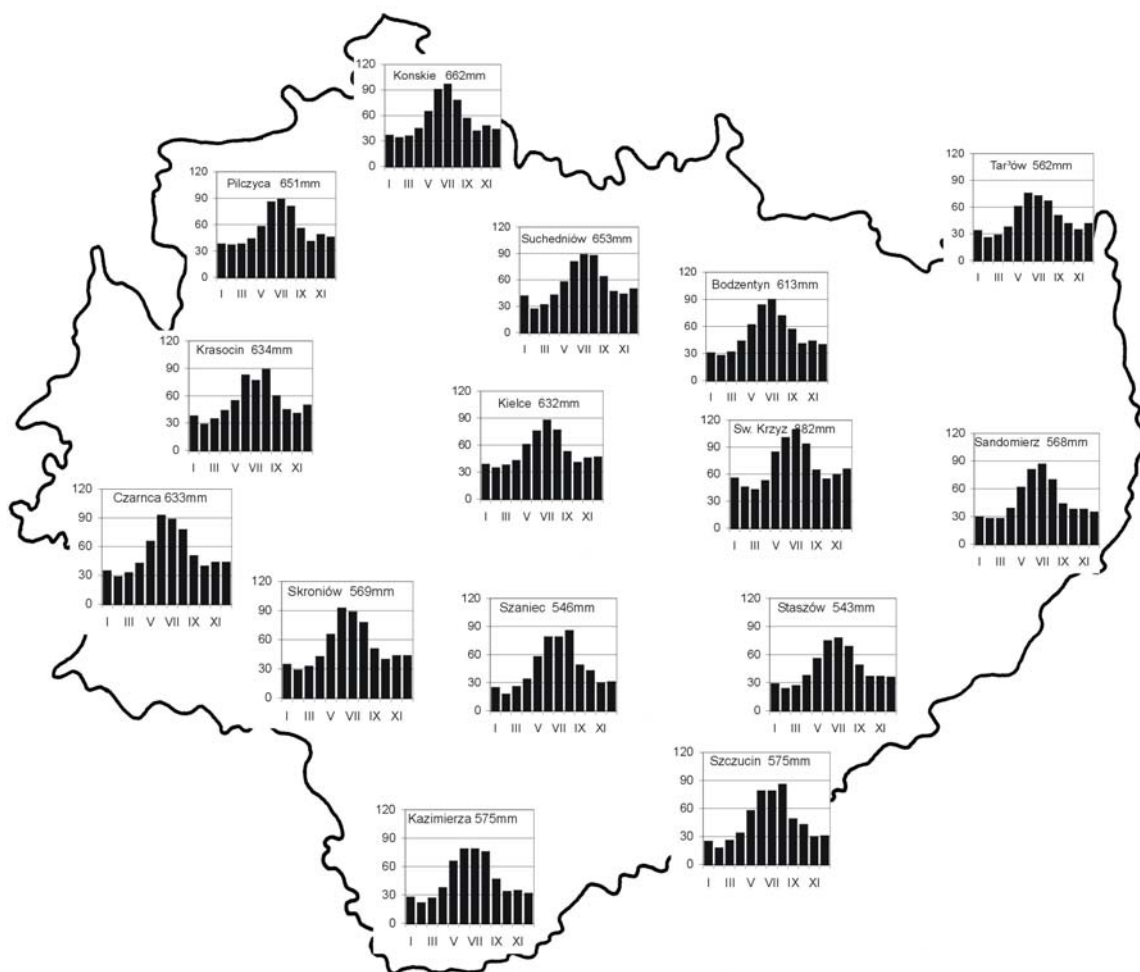 Konskie 662mm
120
90
60
30
0
I III V VII IX XI
Tar³ów 562mm
120
90
60
30
0
I III V VII IX XI
Pilczyca 651mm
120
90
60
30
0
I III V VII IX XI
Suchedniów 653mm
120
90
60
30
0
I III V VII IX XI
Bodzentyn 613mm
120
90
60
30
0
I III V VII IX XI
Krasocin 634mm
120
90
60
30
0
I III V VII IX XI
Kielce 632mm
120
90
60
30
0
I III V VII IX XI
Sw. Krzyz 882mm
120
90
60
30
0
I III V VII IX XI
Sandomierz 568mm
120
90
60
30
0
I III V VII IX XI
Czarnca 633mm
120
90
60
30
0
I III V VII IX XI
Skroniów 569mm
120
90
60
30
0
I III V VII IX XI
Szaniec 546mm
120
90
60
30
0
I III V VII IX XI
Staszów 543mm
120
90
60
30
0
I III V VII IX XI
Szczucin 575mm
120
90
60
30
0
I III V VII IX XI
Kazimierza 575mm
120
90
60
30
0
I III V VII IX XI